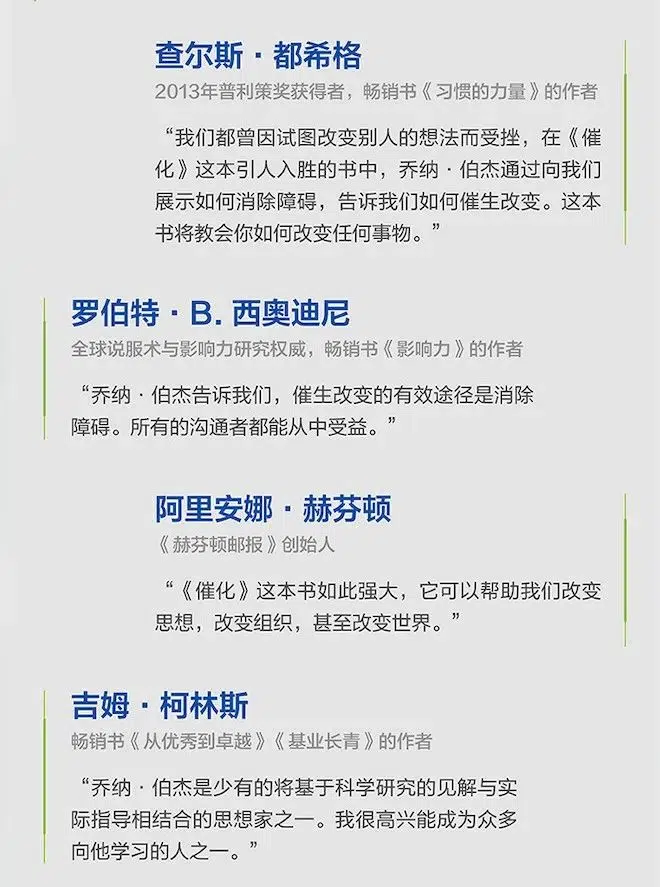 查尔斯·都希格
2013年普利策奖获得者，畅销书《习惯的力量》的作者
“我们都曾因试图改变别人的想法而受挫，在《催
化》这本引人入胜的书中，乔纳·伯杰通过向我们
展示如何消除障碍，告诉我们如何催生改变。这本
书将教会你如何改变任何事物。”
罗伯特·B. 西奥迪尼
全球说服术与影响力研究权威，畅销书《影响力》的作者
“乔纳·伯杰告诉我们，催生改变的有效途径是消除
障碍。所有的沟通者都能从中受益。”
阿里安娜·赫芬顿
《赫芬顿邮报》创始人
“《催化》这本书如此强大，它可以帮助我们改变
思想，改变组织，甚至改变世界。”
吉姆·柯林斯
畅销书《从优秀到卓越》《基业长青》的作者
“乔纳·伯杰是少有的将基于科学研究的见解与实
际指导相结合的思想家之一。我很高兴能成为众多
向他学习的人之一。”